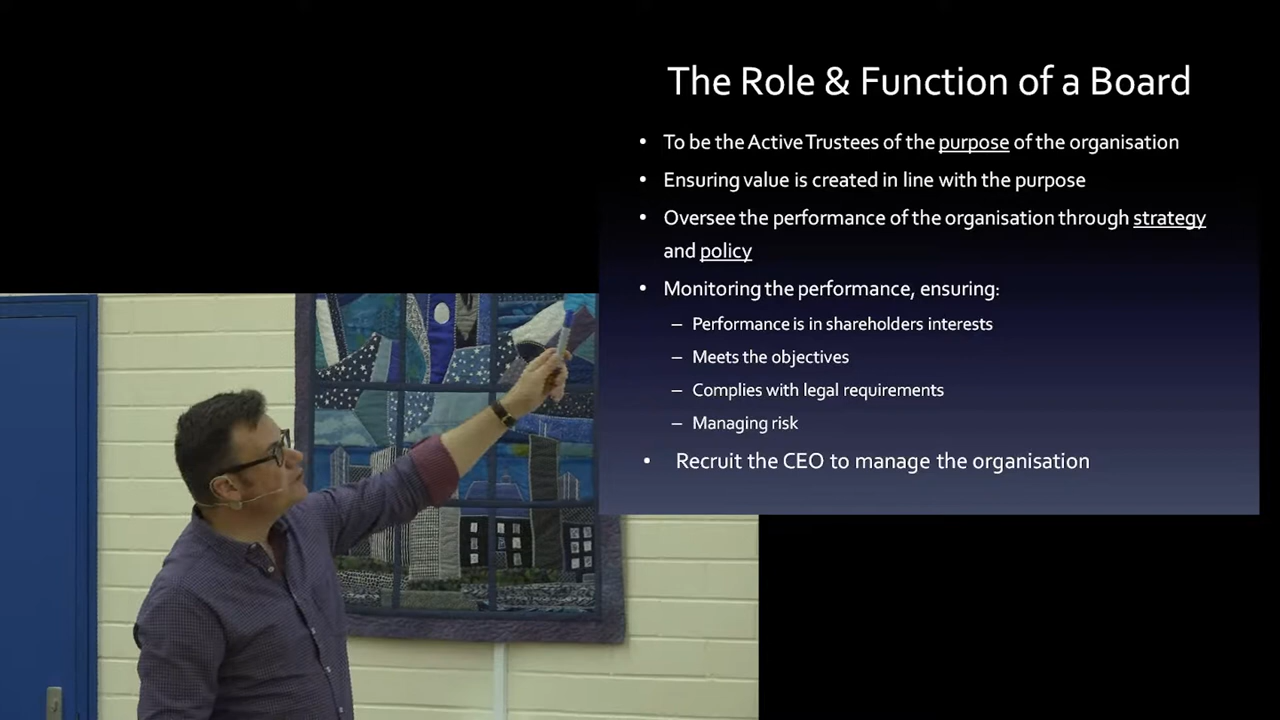 The Role & Function of a Board
• To be the Active Trustees of the purpose of the organisation
• Ensuring value is created in line with the purpose
• Oversee the performance of the organisation through strategy
and policy
• Monitoring the performance, ensuring:
– Performance is in shareholders interests
– Meets the objectives
– Complies with legal requirements
– Managing risk
• Recruit the CEO to manage the organisation